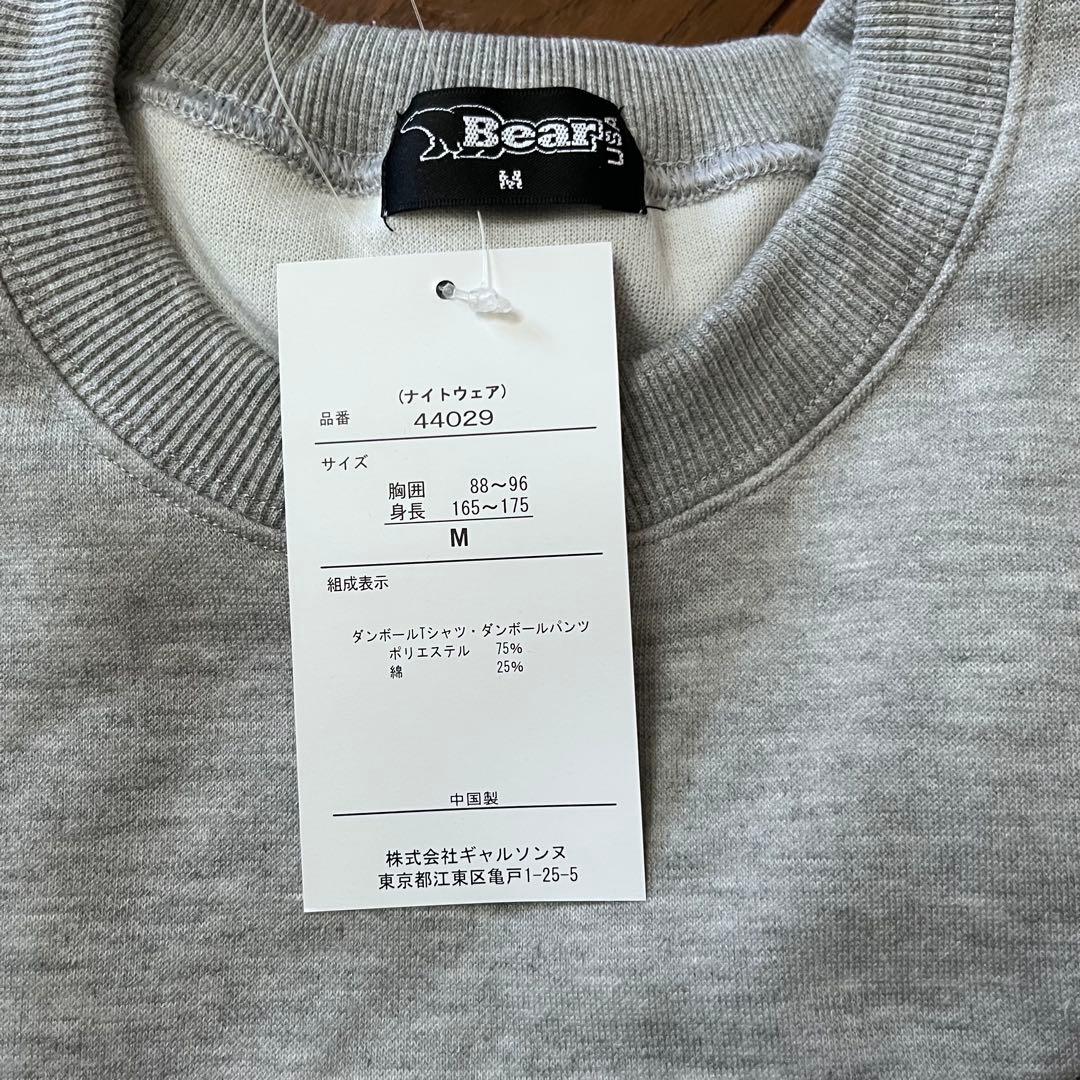 Bear USA
M
(ナイトウェア)
品番 44029
サイズ
胸囲 88～96
身長 165～175
M
組成表示
ダンボールTシャツ・ダンボールパンツ
ポリエステル 75%
綿 25%
中国製
株式会社ギャルソンヌ
東京都江東区亀戸1-25-5